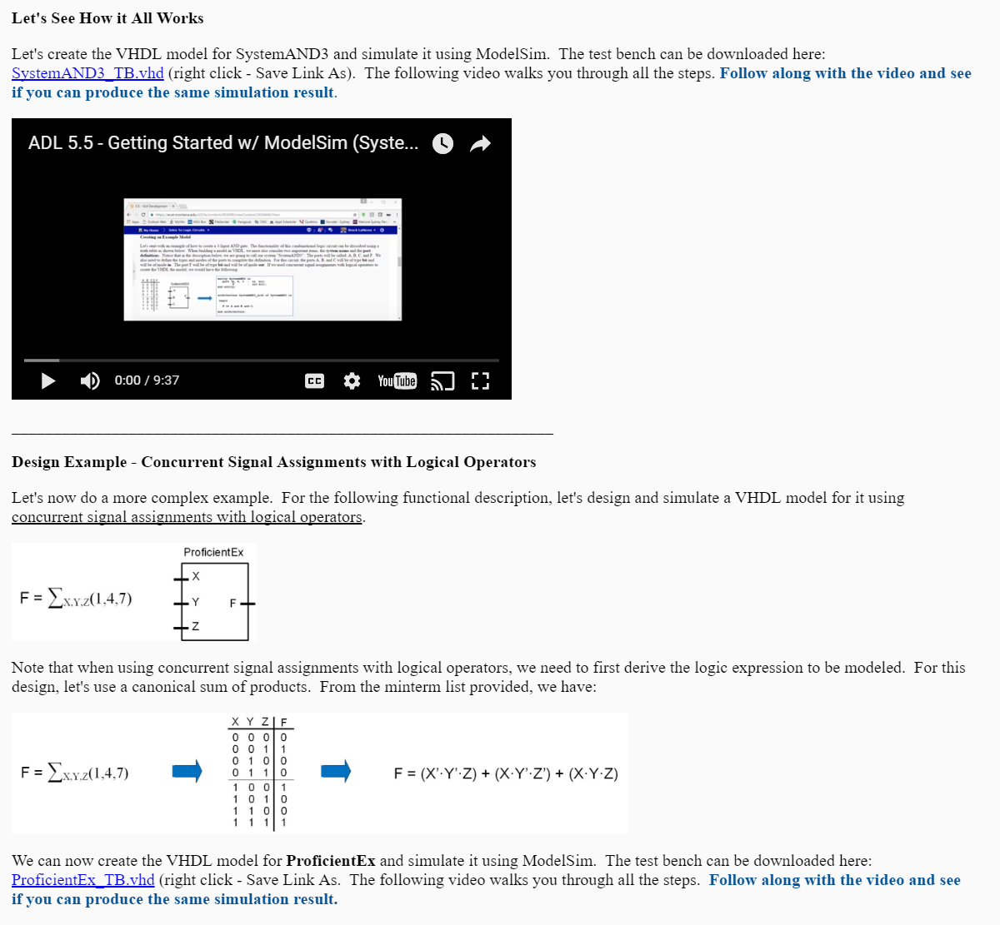 Let's See How it All Works
Let's create the VHDL model for SystemAND3 and simulate it using ModelSim.  The test bench can be downloaded here:
SystemAND3_TB.vhd (right click - Save Link As).  The following video walks you through all the steps. Follow along with the video and see
if you can produce the same simulation result.
ADL 5.5 - Getting Started w/ ModelSim (Syste...
Creating an Example Model
SystemAND3
0:00 / 9:37
CC
YouTube
Design Example - Concurrent Signal Assignments with Logical Operators
Let's now do a more complex example.  For the following functional description, let's design and simulate a VHDL model for it using
concurrent signal assignments with logical operators.
ProficientEx
X
F = ∑X,Y,Z(1,4,7)
Y F
Z
Note that when using concurrent signal assignments with logical operators, we need to first derive the logic expression to be modeled.  For this
design, let's use a canonical sum of products.  From the minterm list provided, we have:
X Y Z F
0 0 0 0
0 0 1 1
0 1 0 0
F = ∑X,Y,Z(1,4,7)
0 1 1 0
F = (X'·Y'·Z) + (X·Y'·Z') + (X·Y·Z)
1 0 0 1
1 0 1 0
1 1 0 0
1 1 1 1
We can now create the VHDL model for ProficientEx and simulate it using ModelSim.  The test bench can be downloaded here:
ProficientEx_TB.vhd (right click - Save Link As.  The following video walks you through all the steps.  Follow along with the video and see
if you can produce the same simulation result.